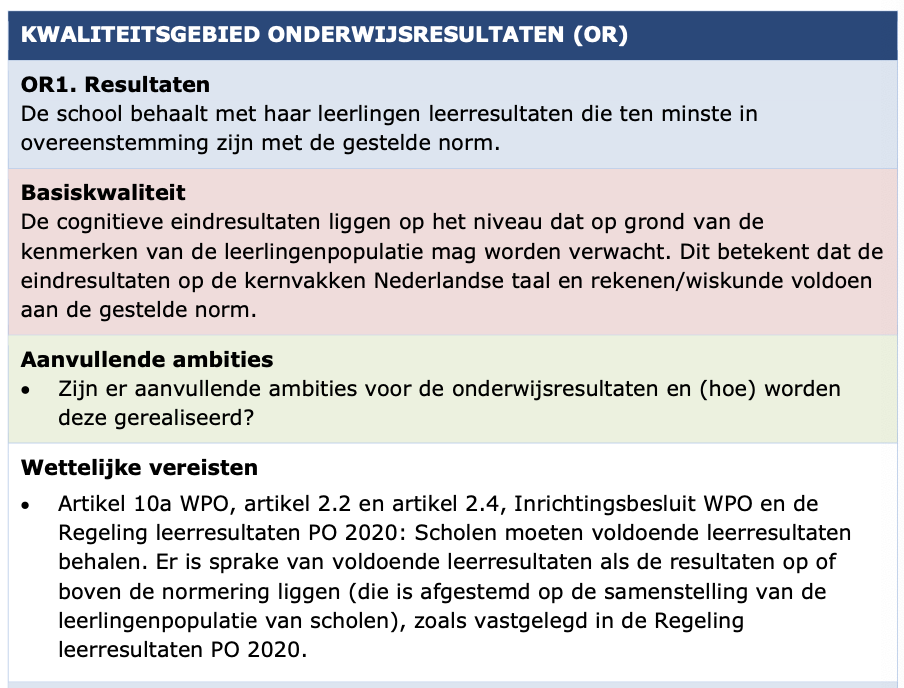 KWALITEITSGEBIED ONDERWIJSRESULTATEN (OR)
OR1. Resultaten
De school behaalt met haar leerlingen leerresultaten die ten minste in
overeenstemming zijn met de gestelde norm.
Basiskwaliteit
De cognitieve eindresultaten liggen op het niveau dat op grond van de
kenmerken van de leerlingenpopulatie mag worden verwacht. Dit betekent dat de
eindresultaten op de kernvakken Nederlandse taal en rekenen/wiskunde voldoen
aan de gestelde norm.
Aanvullende ambities
• Zijn er aanvullende ambities voor de onderwijsresultaten en (hoe) worden
deze gerealiseerd?
Wettelijke vereisten
• Artikel 10a WPO, artikel 2.2 en artikel 2.4, Inrichtingsbesluit WPO en de
Regeling leerresultaten PO 2020: Scholen moeten voldoende leerresultaten
behalen. Er is sprake van voldoende leerresultaten als de resultaten op of
boven de normering liggen (die is afgestemd op de samenstelling van de
leerlingenpopulatie van scholen), zoals vastgelegd in de Regeling
leerresultaten PO 2020.